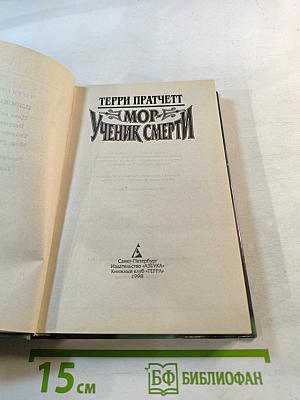 ТЕРРИ ПРАТЧЕТТ
МОР-
УЧЕНИК СМЕРТИ
Санкт-Петербург
Издательство «АЗБУКА»
Книжный клуб «ТЕРРА»
1998
15 см
БФ БИБЛИОФАН